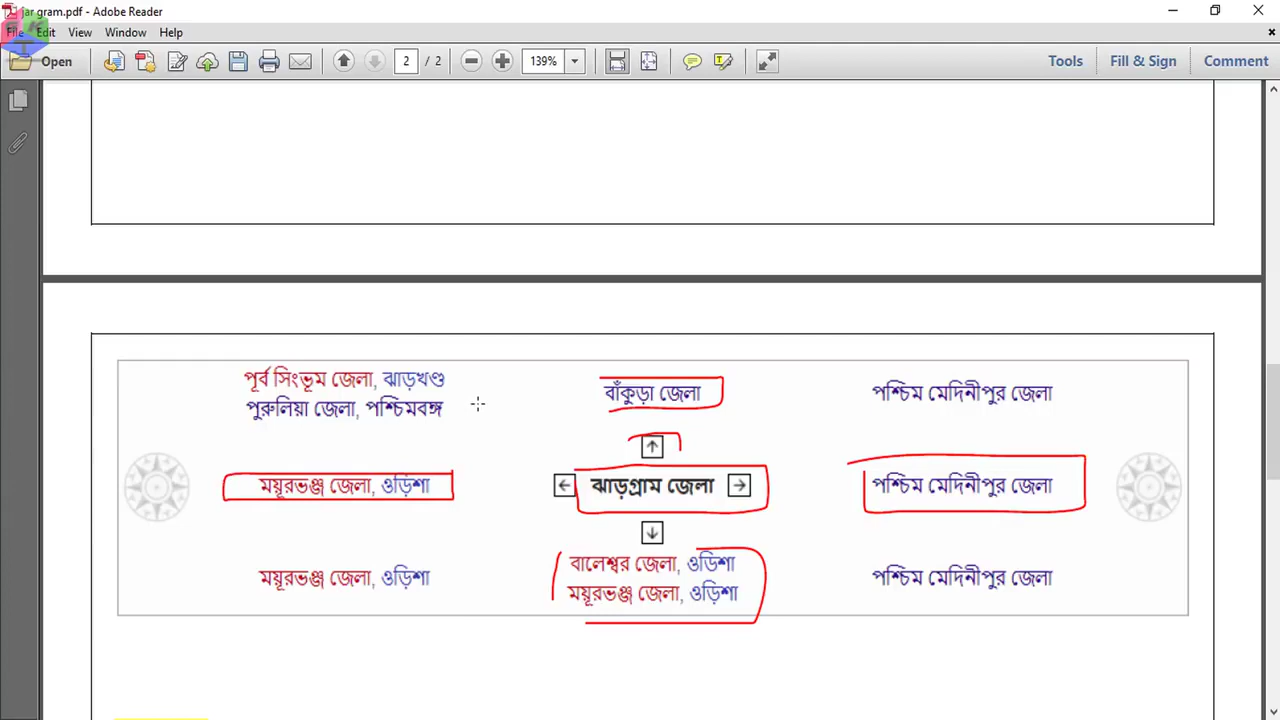 jar gram.pdf - Adobe Reader
File Edit View Window Help
Open 2 / 2 139% Tools Fill & Sign Comment
পূর্ব সিংভূম জেলা, ঝাড়খণ্ড
পুরুলিয়া জেলা, পশ্চিমবঙ্গ
বাঁকুড়া জেলা
পশ্চিম মেদিনীপুর জেলা
ময়ূরভঞ্জ জেলা, ওড়িশা
ঝাড়গ্রাম জেলা
পশ্চিম মেদিনীপুর জেলা
ময়ূরভঞ্জ জেলা, ওড়িশা
বালেশ্বর জেলা, ওডিশা
ময়ূরভঞ্জ জেলা, ওড়িশা
পশ্চিম মেদিনীপুর জেলা